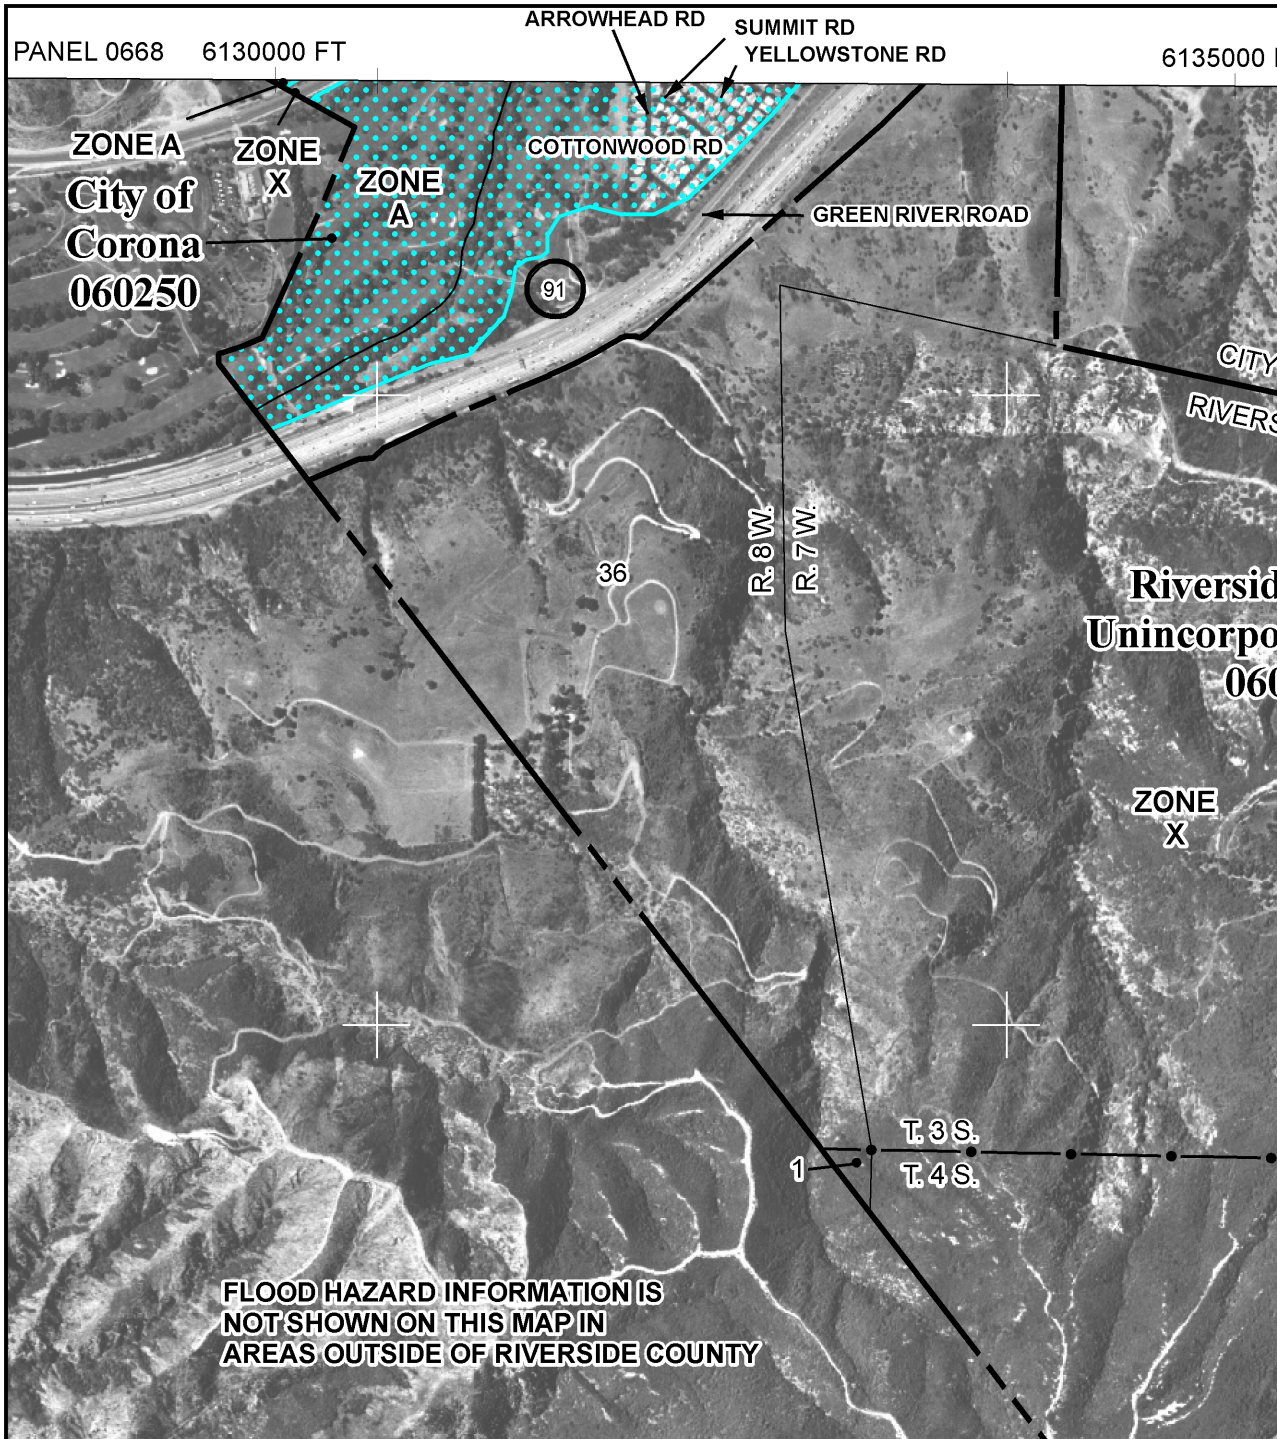 ARROWHEAD RD
SUMMIT RD
YELLOWSTONE RD
PANEL 0668 6130000 FT
6135000
ZONE A
ZONE
X
ZONE
A
COTTONWOOD RD
City of
Corona
060250
GREEN RIVER ROAD
91
CITY
RIVERS
R. 8 W.
R. 7 W.
36
Riversid
Unincorpo
060
ZONE
X
T. 3 S.
T. 4 S.
1
FLOOD HAZARD INFORMATION IS
NOT SHOWN ON THIS MAP IN
AREAS OUTSIDE OF RIVERSIDE COUNTY